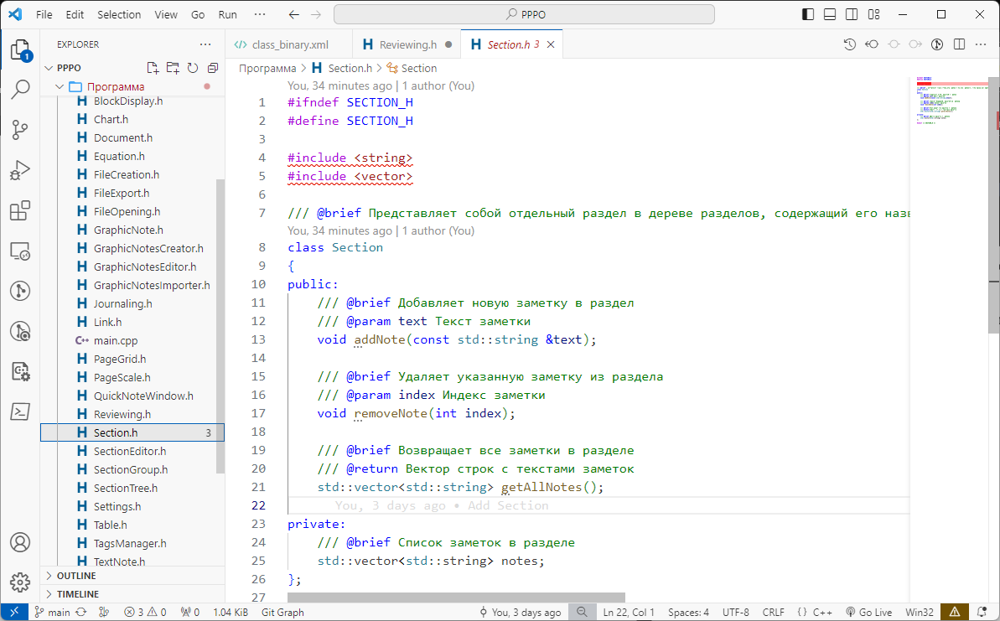 File Edit Selection View Go Run ··· PPPO
EXPLORER ···
PPPO
Программа
BlockDisplay.h
Chart.h
Document.h
Equation.h
FileCreation.h
FileExport.h
FileOpening.h
GraphicNote.h
GraphicNotesCreator.h
GraphicNotesEditor.h
GraphicNotesImporter.h
Journaling.h
Link.h
main.cpp
PageGrid.h
PageScale.h
QuickNoteWindow.h
Reviewing.h
Section.h 3
SectionEditor.h
SectionGroup.h
SectionTree.h
Settings.h
Table.h
TagsManager.h
TextNote.h
OUTLINE
TIMELINE
class_binary.xml Reviewing.h Section.h 3
Программа > Section.h > Section
You, 34 minutes ago | 1 author (You)
1 #ifndef SECTION_H
2 #define SECTION_H
3
4 #include <string>
5 #include <vector>
6
7 /// @brief Представляет собой отдельный раздел в дереве разделов, содержащий его назв
You, 34 minutes ago | 1 author (You)
8 class Section
9 {
10 public:
11 /// @brief Добавляет новую заметку в раздел
12 /// @param text Текст заметки
13 void addNote(const std::string &text);
14
15 /// @brief Удаляет указанную заметку из раздела
16 /// @param index Индекс заметки
17 void removeNote(int index);
18
19 /// @brief Возвращает все заметки в разделе
20 /// @return Вектор строк с текстами заметок
21 std::vector<std::string> getAllNotes();
22 You, 3 days ago • Add Section
23 private:
24 /// @brief Список заметок в разделе
25 std::vector<std::string> notes;
26 };
27
1
main 3 0 0 1.04 KiB Git Graph You, 3 days ago Ln 22, Col 1 Spaces: 4 UTF-8 CRLF {} C++ Go Live Win32